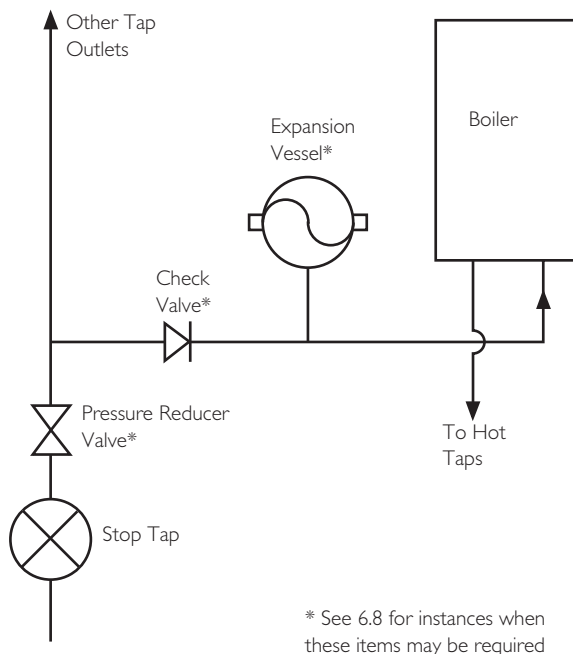 Other Tap
Outlets
Boiler
Expansion
Vessel*
Check
Valve*
Pressure Reducer
Valve*
To Hot
Taps
Stop Tap
* See 6.8 for instances when
these items may be required